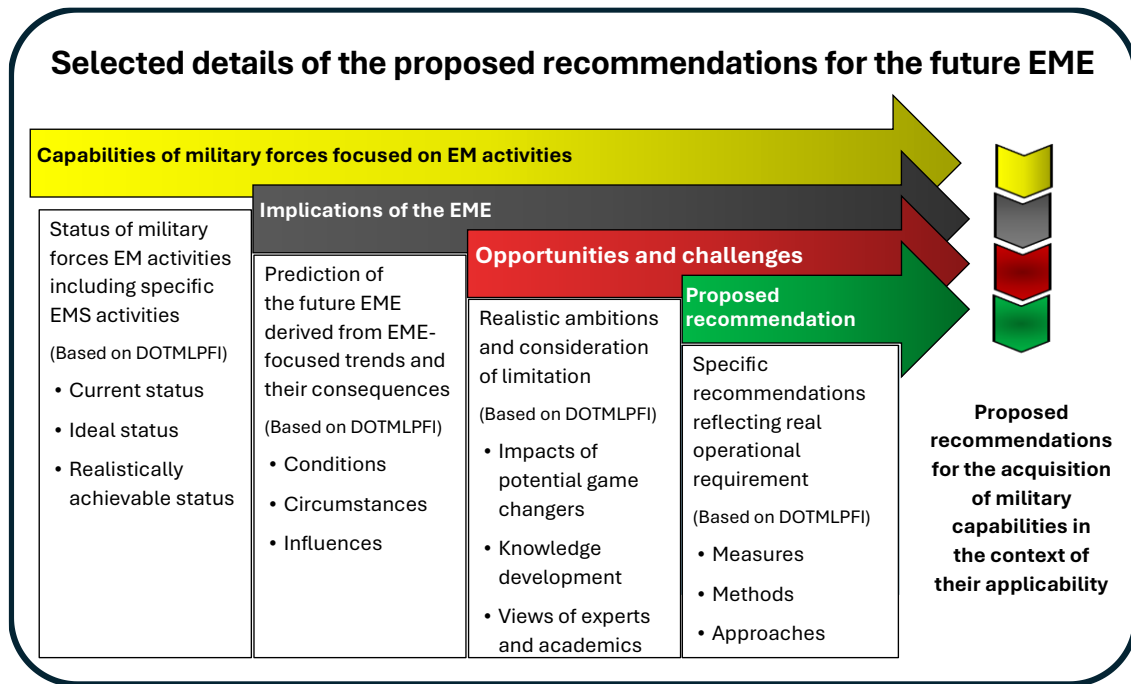 Selected details of the proposed recommendations for the future EME
Capabilities of military forces focused on EM activities
Status of military
forces EM activities
including specific
EMS activities
(Based on DOTMLPFI)
• Current status
• Ideal status
• Realistically
achievable status
Implications of the EME
Prediction of
the future EME
derived from EME-
focused trends and
their consequences
(Based on DOTMLPFI)
• Conditions
• Circumstances
• Influences
Opportunities and challenges
Realistic ambitions
and consideration
of limitation
(Based on DOTMLPFI)
• Impacts of
potential game
changers
• Knowledge
development
• Views of experts
and academics
Proposed
recommendation
Specific
recommendations
reflecting real
operational
requirement
(Based on DOTMLPFI)
• Measures
• Methods
• Approaches
Proposed
recommendations
for the acquisition
of military
capabilities in
the context of
their applicability